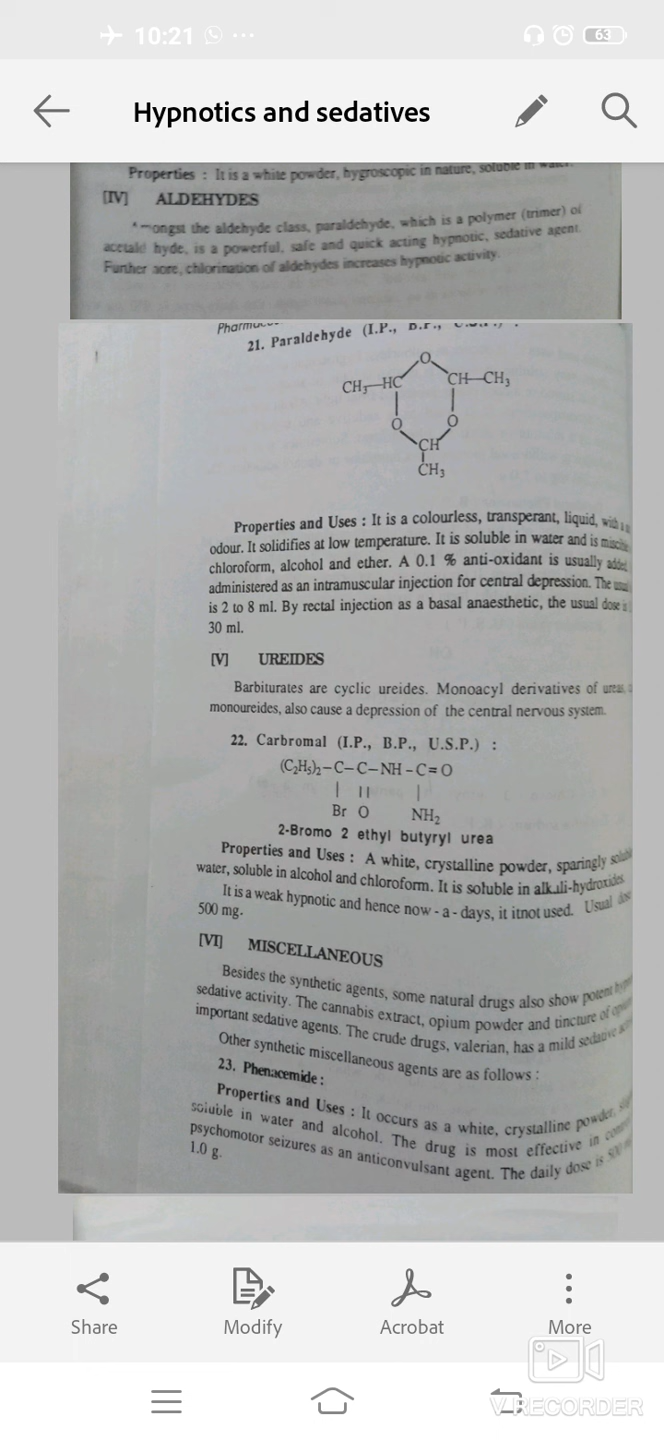 10:21
63
Hypnotics and sedatives
Properties : It is a white powder, hygroscopic in nature, soluble in water.
[IV] ALDEHYDES
ongst the aldehyde class, paraldehyde, which is a polymer (trimer) of
acetal hyde, is a powerful, safe and quick acting hypnotic, sedative agent.
Further more, chlorination of aldehydes increases hypnotic activity.
21. Paraldehyde (I.P., B.P.,
O
CH3—HC CH—CH3
O O
CH
CH3
Properties and Uses : It is a colourless, transperant, liquid, with a
odour. It solidifies at low temperature. It is soluble in water and is
chloroform, alcohol and ether. A 0.1 % anti-oxidant is usually added
administered as an intramuscular injection for central depression. The usual
is 2 to 8 ml. By rectal injection as a basal anaesthetic, the usual dose is
30 ml.
[V] UREIDES
Barbiturates are cyclic ureides. Monoacyl derivatives of ureas,
monoureides, also cause a depression of the central nervous system.
22. Carbromal (I.P., B.P., U.S.P.) :
(C2H5)2–C–C–NH–C=O
Br O NH2
2-Bromo 2 ethyl butyryl urea
Properties and Uses : A white, crystalline powder, sparingly
water, soluble in alcohol and chloroform. It is soluble in alkali-hydroxides
It is a weak hypnotic and hence now-a-days, it itnot used. Usual dose
500 mg.
[VI] MISCELLANEOUS
Besides the synthetic agents, some natural drugs also show potent
sedative activity. The cannabis extract, opium powder and tincture of
important sedative agents. The crude drugs, valerian, has a mild sedative
Other synthetic miscellaneous agents are as follows :
23. Phenacemide :
Properties and Uses : It occurs as a white, crystalline powder,
soluble in water and alcohol. The drug is most effective in
psychomotor seizures as an anticonvulsant agent. The daily dose is 500
1.0 g.
Share Modify Acrobat More
V RECORDER